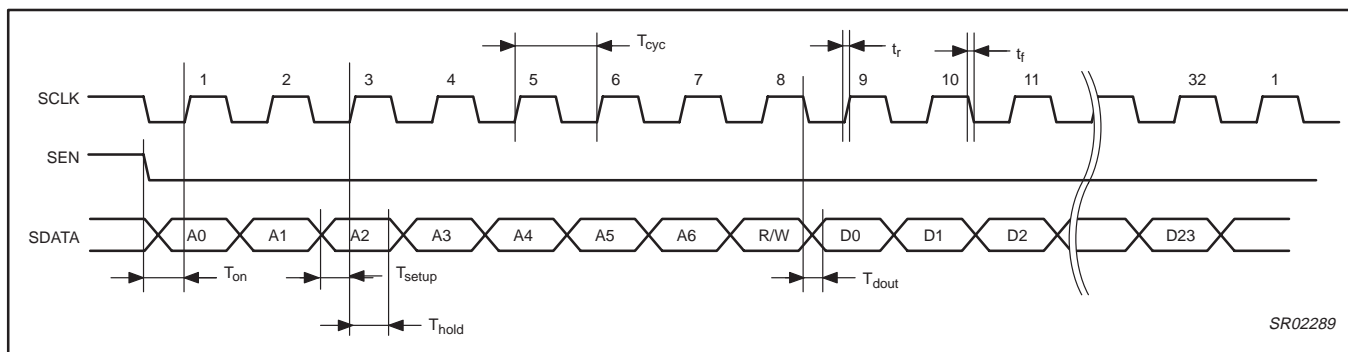 T_cyc t_r t_f
1 2 3 4 5 6 7 8 9 10 11 32 1
SCLK
SEN
SDATA A0 A1 A2 A3 A4 A5 A6 R/W D0 D1 D2 D23
T_on T_setup T_dout
T_hold
SR02289